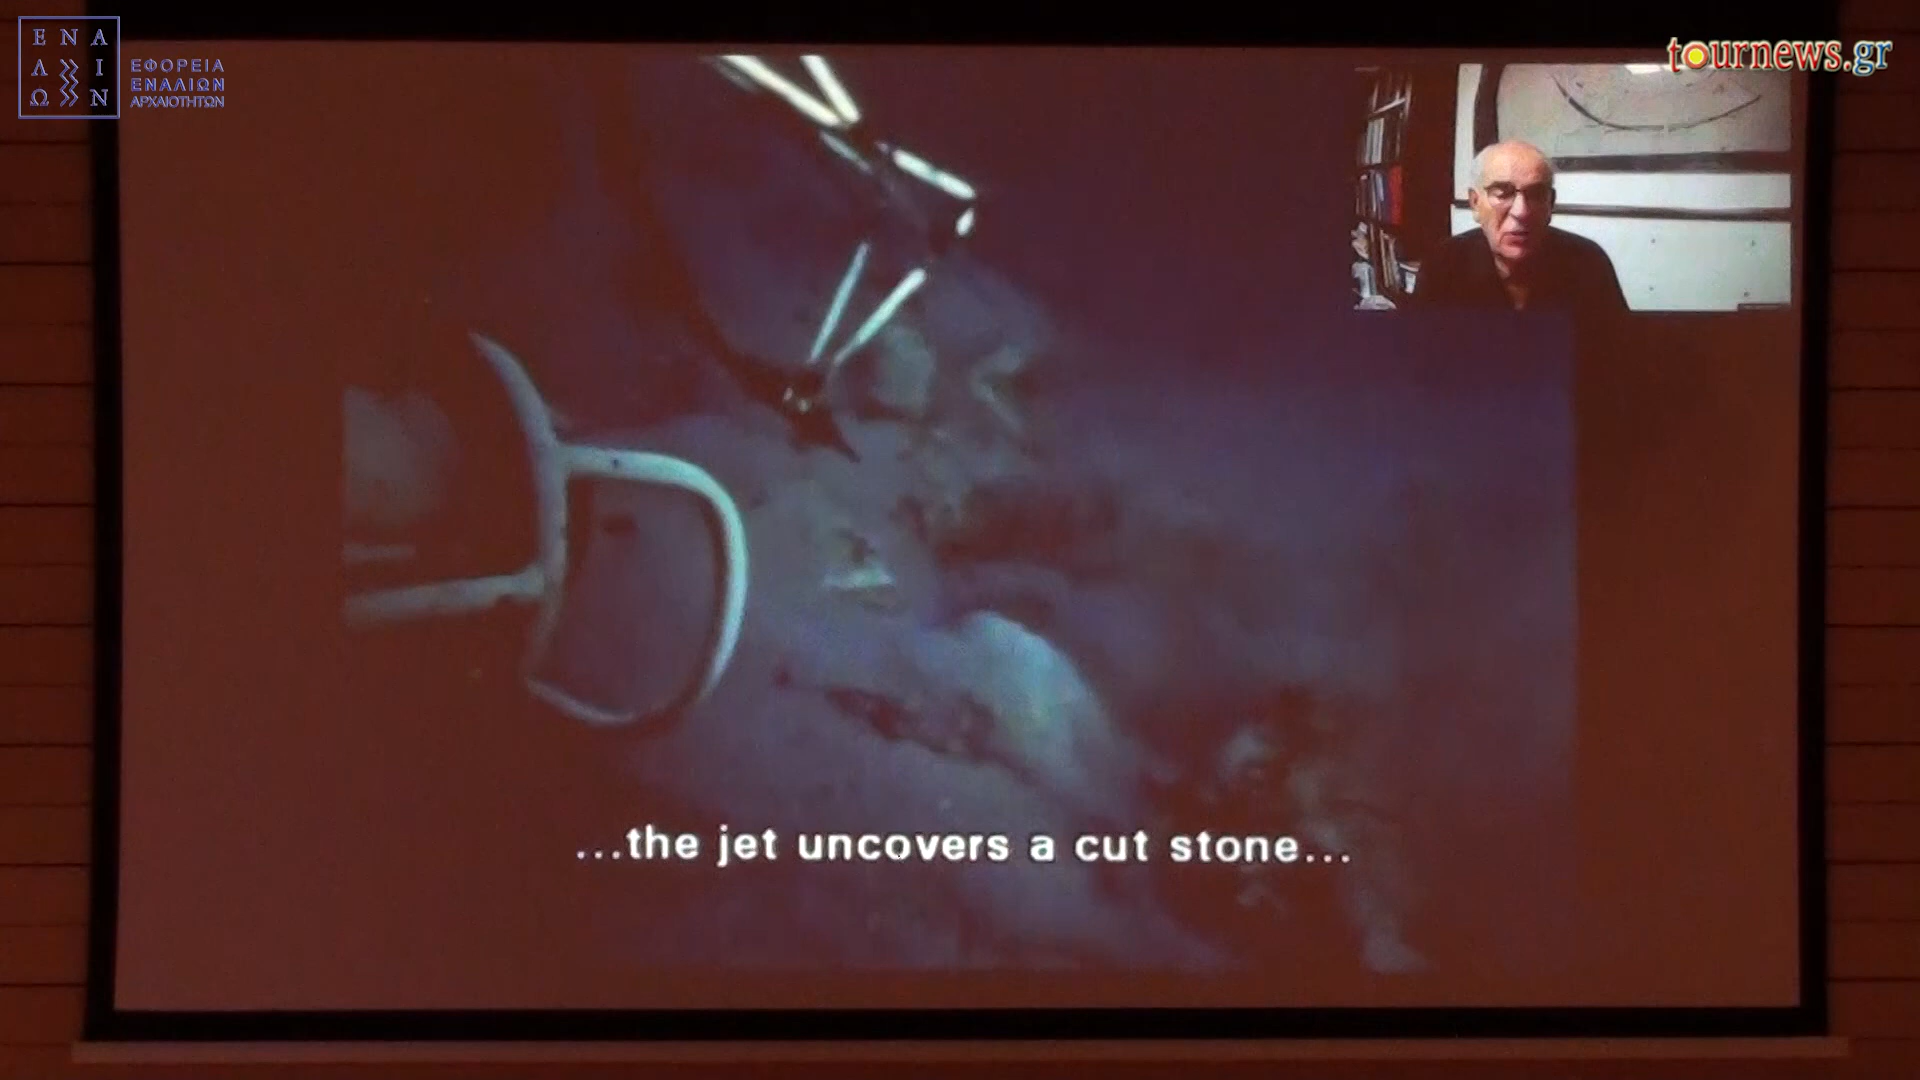 ΕΝΑ
ΛΙ
ΩΝ
ΕΦΟΡΕΙΑ
ΕΝΑΛΙΩΝ
ΑΡΧΑΙΟΤΗΤΩΝ
tournews.gr
...the jet uncovers a cut stone...